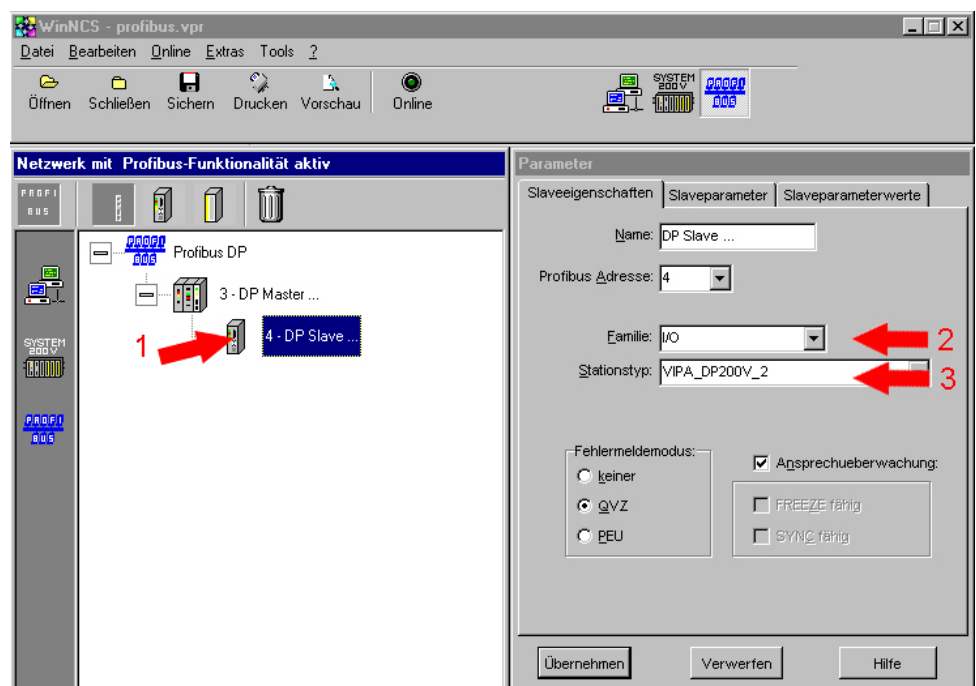 WinNCS - profibus.vpr
Datei Bearbeiten Online Extras Tools ?
Öffnen Schließen Sichern Drucken Vorschau Online
SYSTEM 200V
PROFI BUS
Netzwerk mit Profibus-Funktionalität aktiv
PROFI BUS
Profibus DP
3 - DP Master ...
SYSTEM 200V
1
4 - DP Slave ...
PROFI BUS
Parameter
Slaveeigenschaften Slaveparameter Slaveparameterwerte
Name: DP Slave ...
Profibus Adresse: 4
Familie: I/O
2
Stationstyp: VIPA_DP200V_2
3
Fehlermeldemodus:
keiner
QVZ
PEU
Ansprechueberwachung:
FREEZE fähig
SYNC fähig
Übernehmen Verwerfen Hilfe